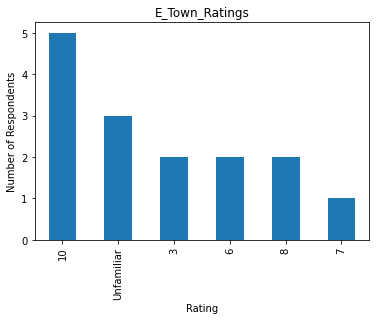 E_Town_Ratings
Number of Respondents
5
4
3
2
1
0
10
Unfamiliar
3
6
8
7
Rating